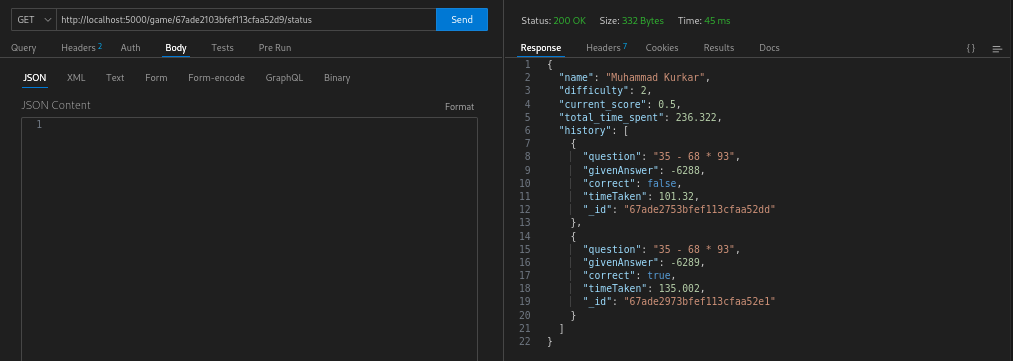 GET http://localhost:5000/game/67ade2103bfef113cfaa52d9/status Send
Query Headers 2 Auth Body Tests Pre Run
JSON XML Text Form Form-encode GraphQL Binary
JSON Content Format
1
Status: 200 OK Size: 332 Bytes Time: 45 ms
Response Headers 7 Cookies Results Docs {}
1 {
2 "name": "Muhammad Kurkar",
3 "difficulty": 2,
4 "current_score": 0.5,
5 "total_time_spent": 236.322,
6 "history": [
7 {
8 "question": "35 - 68 * 93",
9 "givenAnswer": -6288,
10 "correct": false,
11 "timeTaken": 101.32,
12 "_id": "67ade2753bfef113cfaa52dd"
13 },
14 {
15 "question": "35 - 68 * 93",
16 "givenAnswer": -6289,
17 "correct": true,
18 "timeTaken": 135.002,
19 "_id": "67ade2973bfef113cfaa52e1"
20 }
21 ]
22 }